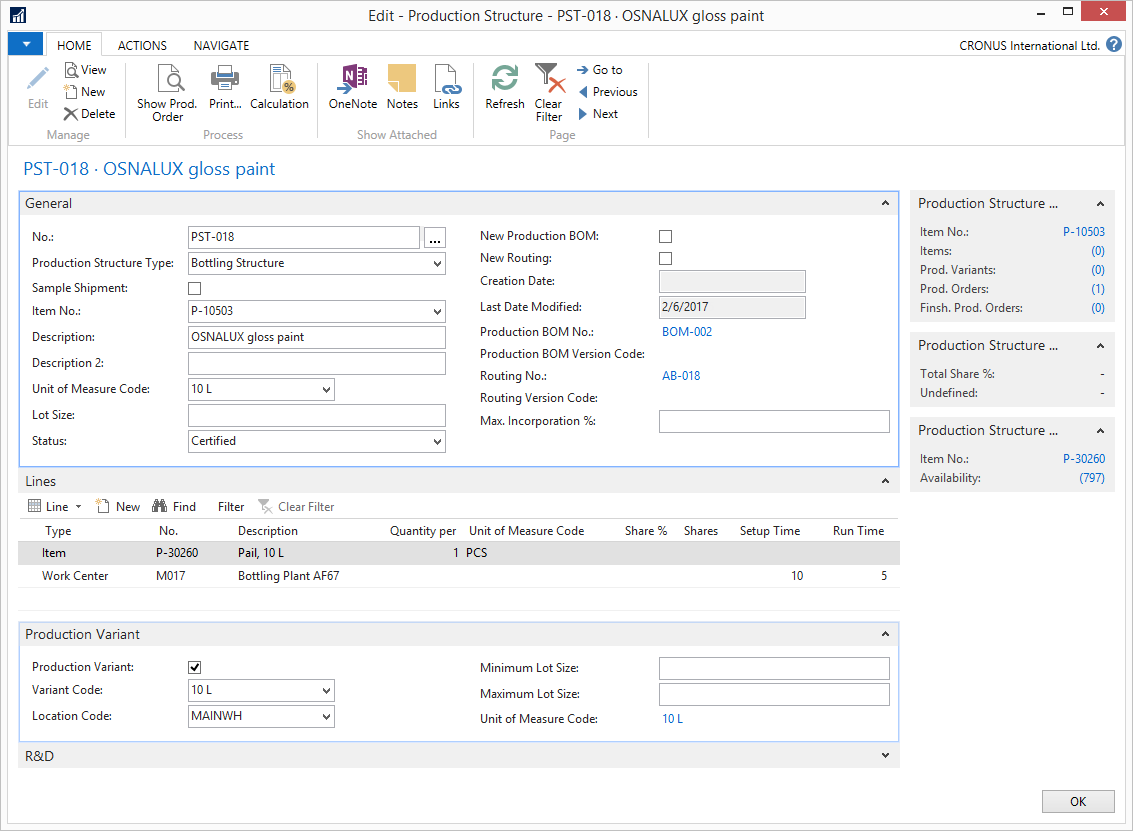 Edit - Production Structure - PST-018 · OSNALUX gloss paint
HOME ACTIONS NAVIGATE CRONUS International Ltd.
Edit View New Delete
Manage
Show Prod. Order Print... Calculation
Process
OneNote Notes Links
Show Attached
Refresh Clear Filter Go to Previous Next
Page
PST-018 · OSNALUX gloss paint
General
No.: PST-018 ...
Production Structure Type: Bottling Structure
Sample Shipment:
Item No.: P-10503
Description: OSNALUX gloss paint
Description 2:
Unit of Measure Code: 10 L
Lot Size:
Status: Certified
New Production BOM:
New Routing:
Creation Date:
Last Date Modified: 2/6/2017
Production BOM No.: BOM-002
Production BOM Version Code:
Routing No.: AB-018
Routing Version Code:
Max. Incorporation %:
Lines
Line New Find Filter Clear Filter
Type No. Description Quantity per Unit of Measure Code Share % Shares Setup Time Run Time
Item P-30260 Pail, 10 L 1 PCS
Work Center M017 Bottling Plant AF67 10 5
Production Variant
Production Variant:
Variant Code: 10 L
Location Code: MAINWH
Minimum Lot Size:
Maximum Lot Size:
Unit of Measure Code: 10 L
R&D
Production Structure ...
Item No.: P-10503
Items: (0)
Prod. Variants: (0)
Prod. Orders: (1)
Finsh. Prod. Orders: (0)
Production Structure ...
Total Share %: -
Undefined: -
Production Structure ...
Item No.: P-30260
Availability: (797)
OK